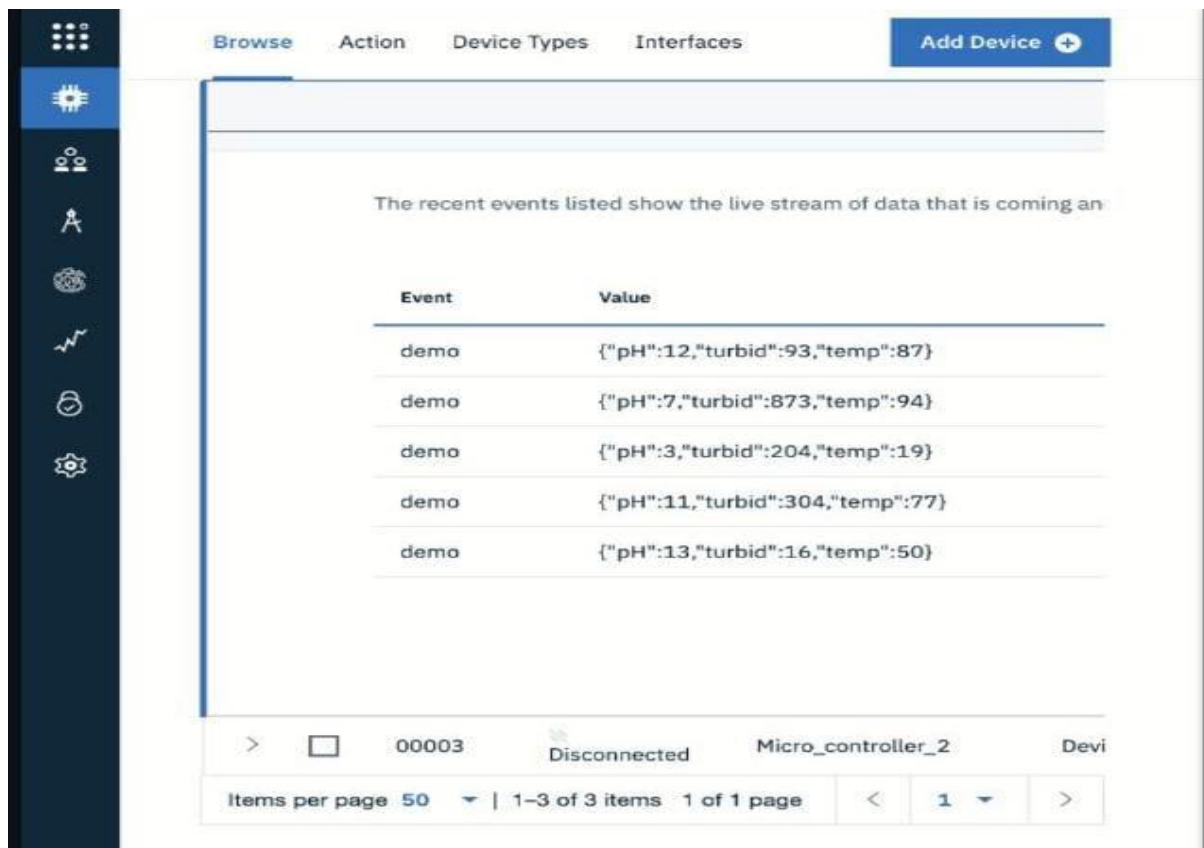 Browse Action Device Types Interfaces Add Device
The recent events listed show the live stream of data that is coming an
Event Value
demo {"pH":12,"turbid":93,"temp":87}
demo {"pH":7,"turbid":873,"temp":94}
demo {"pH":3,"turbid":204,"temp":19}
demo {"pH":11,"turbid":304,"temp":77}
demo {"pH":13,"turbid":16,"temp":50}
00003 Disconnected Micro_controller_2 Devi
Items per page 50 | 1–3 of 3 items 1 of 1 page < 1 >